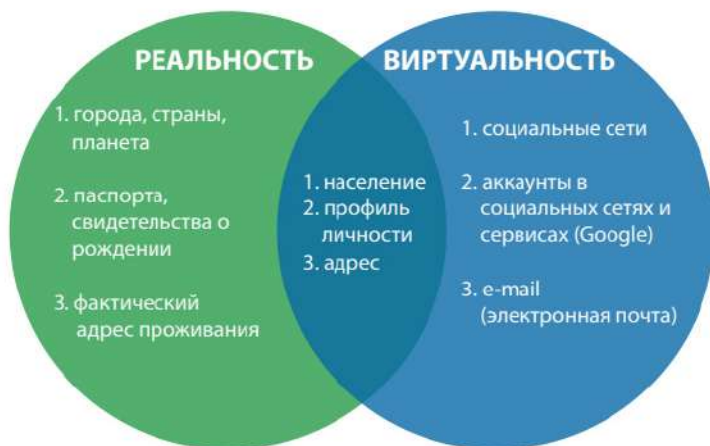 РЕАЛЬНОСТЬ
1. города, страны,
планета
2. паспорта,
свидетельства о
рождении
3. фактический
адрес проживания
1. население
2. профиль
личности
3. адрес
ВИРТУАЛЬНОСТЬ
1. социальные сети
2. аккаунты в
социальных сетях и
сервисах (Google)
3. e-mail
(электронная почта)